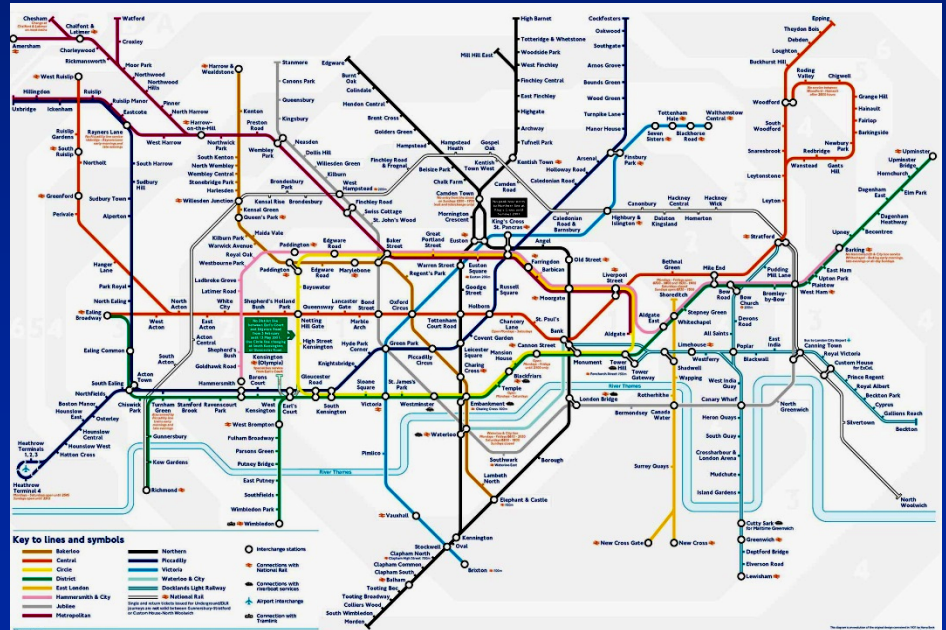 Chesham
Chalfont &
Latimer
Watford
Amersham
Croxley
Chorleywood
Rickmansworth
Moor Park
Northwood
Northwood
Hills
Pinner
North Harrow
Harrow-
on-the-Hill
Northwick
Park
Preston
Road
Wembley
Park
West Ruislip
Hillingdon
Ruislip
Uxbridge
Ickenham
Ruislip Manor
Eastcote
Rayners Lane
West Harrow
Ruislip
Gardens
South
Ruislip
Northolt
Greenford
Perivale
Hanger
Lane
South Harrow
Sudbury
Hill
Sudbury Town
Alperton
Park Royal
North Ealing
Ealing
Broadway
Ealing Common
South Ealing
Northfields
Boston Manor
Hounslow
East
Osterley
Hounslow
Central
Hounslow West
Hatton Cross
Heathrow
Terminals
1,2,3
Heathrow
Terminal 4
Harrow &
Wealdstone
Kenton
South Kenton
North Wembley
Wembley Central
Stonebridge Park
Harlesden
Willesden Junction
Kensal Green
Queen's Park
Kilburn Park
Maida Vale
Warwick Avenue
Royal Oak
Westbourne Park
Ladbroke Grove
Latimer Road
Stanmore
Canons Park
Queensbury
Kingsbury
Neasden
Dollis Hill
Willesden Green
Kilburn
West
Hampstead
Finchley Road
Swiss Cottage
St. John's Wood
Brondesbury
Park
Kensal Rise
Brondesbury
Finchley Road
& Frognal
Edgware
Burnt
Oak
Colindale
Hendon Central
Brent Cross
Golders Green
Hampstead
Hampstead
Heath
Gospel
Oak
Belsize Park
Chalk Farm
Camden Town
Mornington
Crescent
Kentish
Town West
Camden
Road
High Barnet
Totteridge & Whetstone
Woodside Park
Mill Hill East
West Finchley
Finchley Central
East Finchley
Highgate
Archway
Tufnell Park
Kentish Town
Cockfosters
Oakwood
Southgate
Arnos Grove
Bounds Green
Wood Green
Turnpike Lane
Manor House
Arsenal
Finsbury
Park
Holloway Road
Caledonian Road
Tottenham
Hale
Walthamstow
Central
Seven
Sisters
Blackhorse
Road
Caledonian
Road &
Barnsbury
Highbury &
Islington
Canonbury
Dalston
Kingsland
Hackney
Central
Homerton
Hackney
Wick
Epping
Theydon Bois
Debden
Loughton
Buckhurst Hill
Roding
Valley
Chigwell
Grange Hill
Hainault
Fairlop
Barkingside
Newbury
Park
Gants
Hill
Wanstead
Redbridge
Woodford
South
Woodford
Snaresbrook
Leytonstone
Leyton
Stratford
Upminster
Upminster
Bridge
Hornchurch
Elm Park
Dagenham
East
Dagenham
Heathway
Becontree
Upney
Barking
East Ham
Upton Park
Plaistow
West Ham
Paddington
Edgware
Road
Baker
Street
Great
Portland
Street
Euston
King's Cross
St. Pancras
Angel
Old Street
Farringdon
Barbican
Moorgate
Liverpool
Street
Bethnal
Green
Mile End
Shoreditch
Paddington
Edgware
Road
Marylebone
Warren Street
Regent's Park
Euston
Square
Goodge
Street
Russell
Square
Holborn
Bayswater
White
City
Shepherd's
Bush
Holland
Park
Queensway
Notting
Hill Gate
Lancaster
Gate
Marble
Arch
Bond
Street
Oxford
Circus
Tottenham
Court Road
Chancery
Lane
St. Paul's
Bank
Aldgate
Aldgate
East
Whitechapel
Stepney Green
Bow
Road
Bow
Church
Pudding
Mill Lane
Bromley-
by-Bow
Devons
Road
All Saints
North
Acton
West
Acton
East
Acton
South
Acton
Acton
Central
Acton
Town
Shepherd's
Bush
Goldhawk Road
Hammersmith
Kensington
(Olympia)
High Street
Kensington
Barons
Court
Gloucester
Road
Knightsbridge
Hyde Park
Corner
Green Park
Piccadilly
Circus
Leicester
Square
Covent Garden
Charing
Cross
Mansion
House
Cannon Street
Blackfriars
Temple
Embankment
Monument
Tower
Hill
Tower
Gateway
Shadwell
Wapping
Limehouse
Westferry
Poplar
Blackwall
East
India
Canning Town
Royal Victoria
Custom House
for ExCeL
Prince Regent
Royal Albert
Beckton Park
Cyprus
Gallions Reach
Beckton
Chiswick
Park
Turnham
Green
Stamford
Brook
Ravenscourt
Park
West
Kensington
Earl's
Court
South
Kensington
Sloane
Square
Victoria
St. James's
Park
Westminster
Waterloo
Southwark
London Bridge
Bermondsey
Canada
Water
Rotherhithe
Canary Wharf
West India
Quay
Heron Quays
South Quay
Crossharbour &
London Arena
Mudchute
Island Gardens
North
Greenwich
Silvertown
North
Woolwich
River Thames
Gunnersbury
Kew Gardens
Richmond
West Brompton
Fulham Broadway
Parsons Green
Putney Bridge
East Putney
Southfields
Wimbledon Park
Wimbledon
Pimlico
Vauxhall
Lambeth
North
Borough
Elephant & Castle
Kennington
Oval
Stockwell
Brixton
Clapham North
Clapham Common
Clapham South
Balham
Tooting Bec
Tooting Broadway
Colliers Wood
South Wimbledon
Morden
Surrey Quays
New Cross Gate
New Cross
Cutty Sark
for Maritime Greenwich
Greenwich
Deptford Bridge
Elverson Road
Lewisham
River Thames
Key to lines and symbols
Bakerloo
Central
Circle
District
East London
Hammersmith & City
Jubilee
Metropolitan
Northern
Piccadilly
Victoria
Waterloo & City
Docklands Light Railway
National Rail
Interchange stations
Connections with
National Rail
Connections with
riverboat services
Airport interchange
Connection with
Tramlink